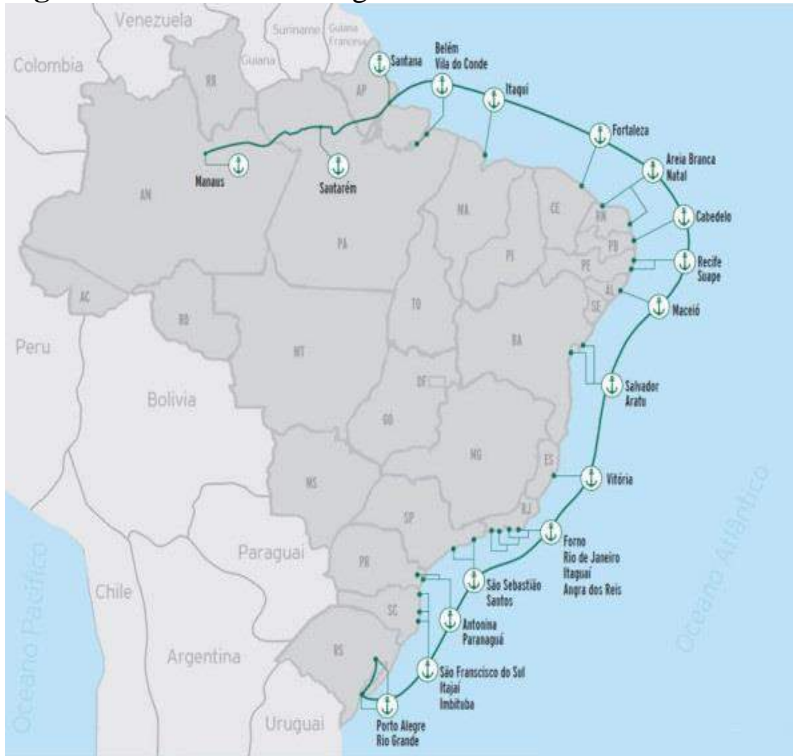 Venezuela
Suriname
Guiana
Francesa
Guiana
Colombia
Santana
Belém
Vila do Conde
Itaqui
Fortaleza
Areia Branca
Natal
Cabedelo
Recife
Suape
Maceió
Salvador
Aratu
Vitória
Forno
Rio de Janeiro
Itaguaí
Angra dos Reis
São Sebastião
Santos
Antonina
Paranaguá
São Franscisco do Sul
Itajaí
Imbituba
Porto Alegre
Rio Grande
Manaus
Santarém
RR
AP
AM
PA
MA
CE
RN
PB
PE
AL
SE
PI
TO
BA
AC
RO
MT
DF
GO
MG
ES
MS
SP
RJ
PR
SC
RS
Peru
Bolívia
Paraguai
Chile
Argentina
Uruguai
Oceano Pacífico
Oceano Atlântico